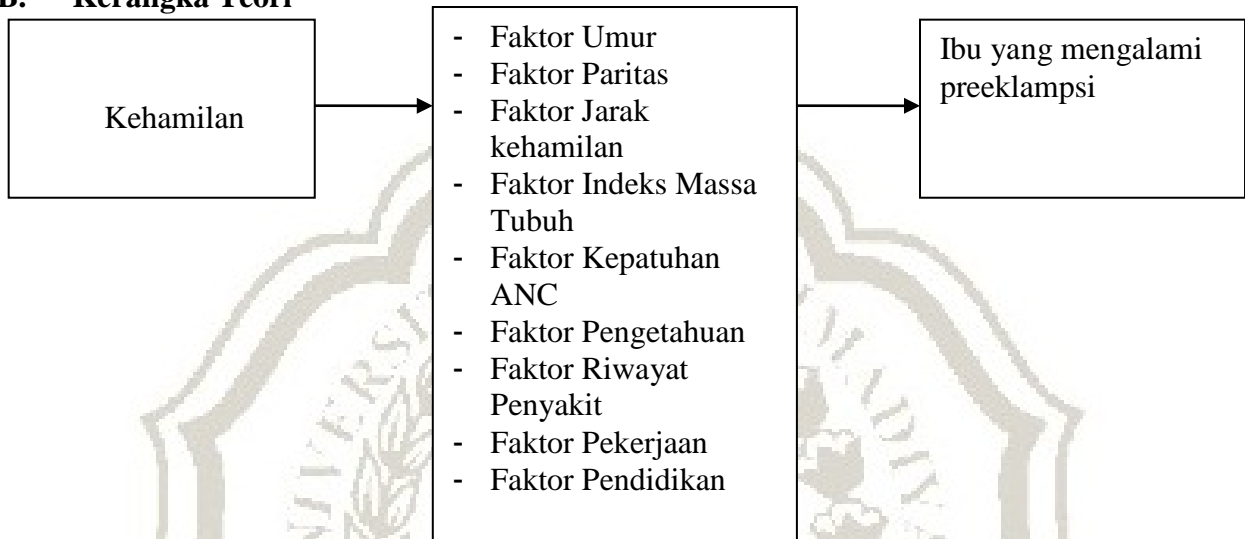 B. Kerangka Teori
Kehamilan
- Faktor Umur
- Faktor Paritas
- Faktor Jarak
kehamilan
- Faktor Indeks Massa
Tubuh
- Faktor Kepatuhan
ANC
- Faktor Pengetahuan
- Faktor Riwayat
Penyakit
- Faktor Pekerjaan
- Faktor Pendidikan
Ibu yang mengalami
preeklampsi